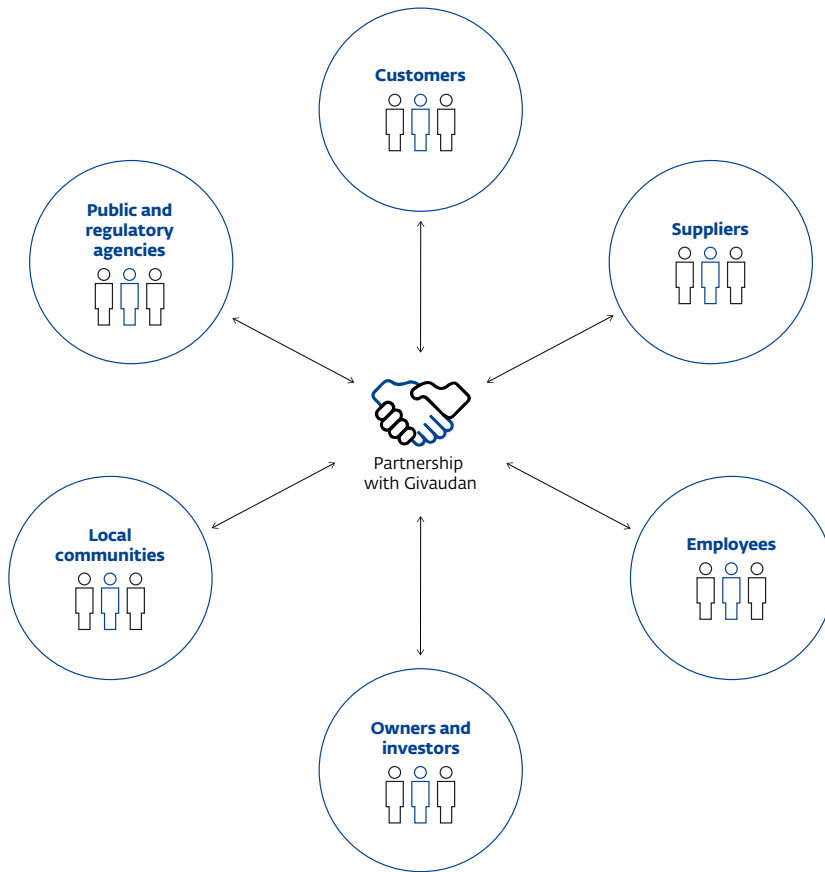 Customers
Public and
regulatory
agencies
Suppliers
Partnership
with Givaudan
Local
communities
Employees
Owners and
investors